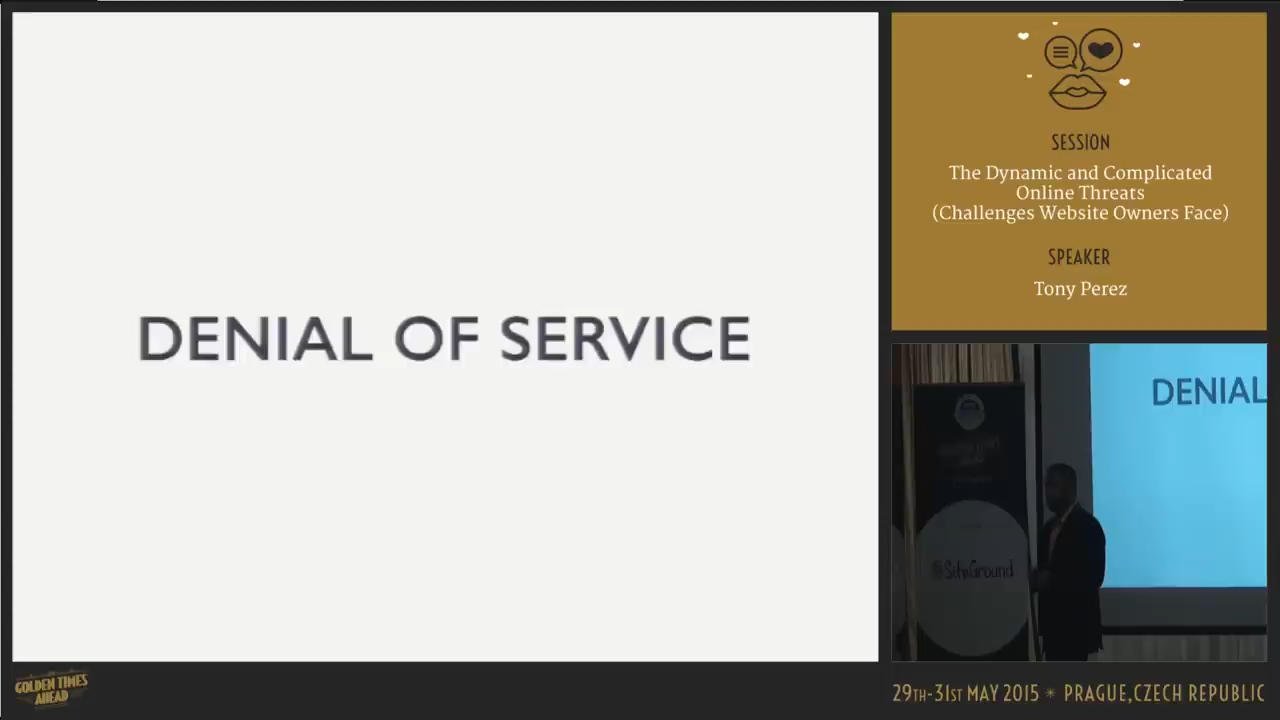 DENIAL OF SERVICE
SESSION
The Dynamic and Complicated
Online Threats
(Challenges Website Owners Face)
SPEAKER
Tony Perez
DENIAL
SiteGround
GOLDEN TIMES
AHEAD
29TH-31ST MAY 2015 * PRAGUE,CZECH REPUBLIC